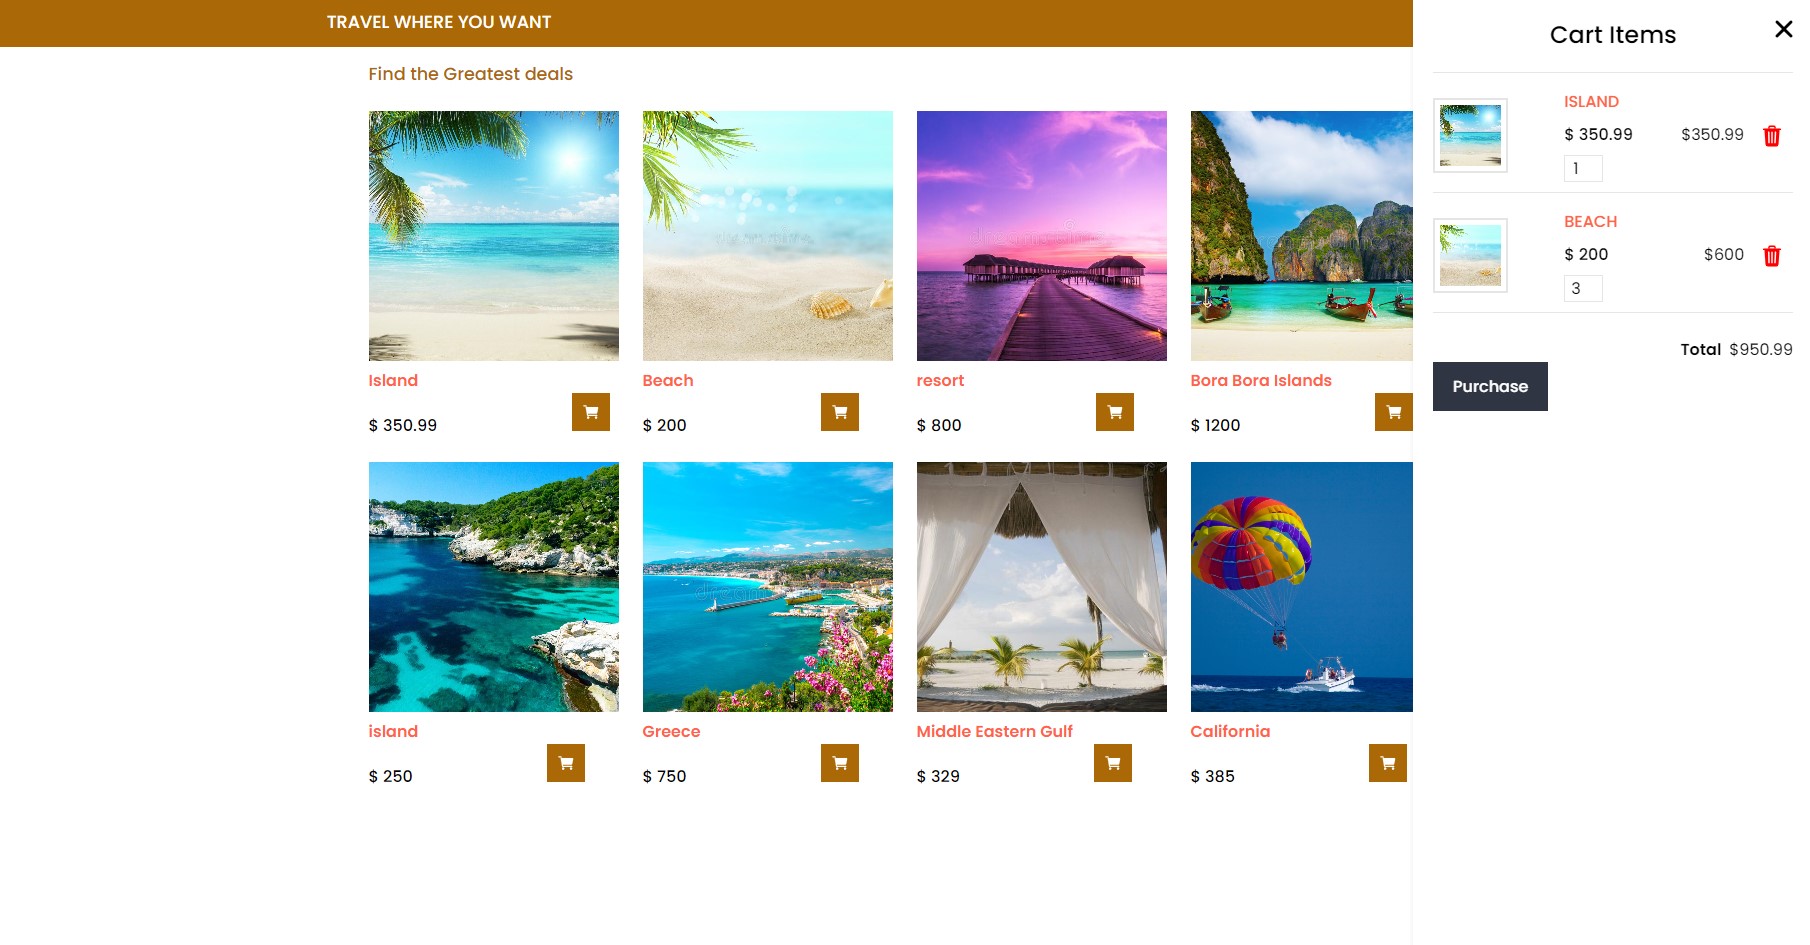 TRAVEL WHERE YOU WANT
Find the Greatest deals
Island
$ 350.99
Beach
$ 200
resort
$ 800
Bora Bora Islands
$ 1200
island
$ 250
Greece
$ 750
Middle Eastern Gulf
$ 329
California
$ 385
Cart Items
ISLAND
$ 350.99 $350.99
1
BEACH
$ 200 $600
3
Total $950.99
Purchase